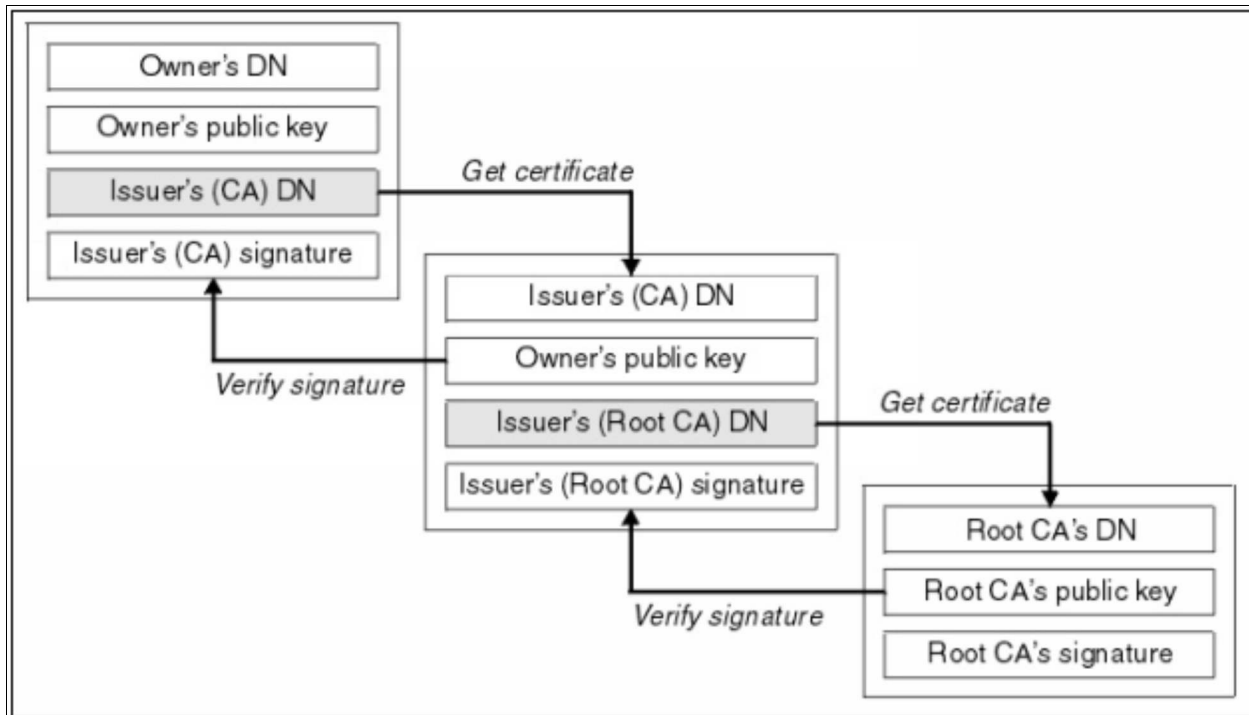 Owner's DN
Owner's public key
Issuer's (CA) DN
Issuer's (CA) signature
Get certificate
Verify signature
Issuer's (CA) DN
Owner's public key
Issuer's (Root CA) DN
Issuer's (Root CA) signature
Get certificate
Verify signature
Root CA's DN
Root CA's public key
Root CA's signature